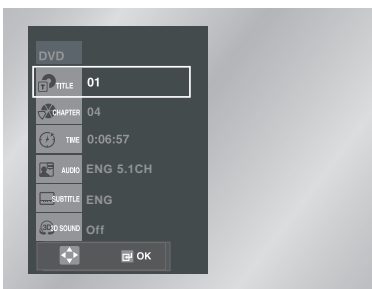 DVD
TITLE 01
CHAPTER 04
TIME 0:06:57
AUDIO ENG 5.1CH
SUBTITLE ENG
3D SOUND Off
OK